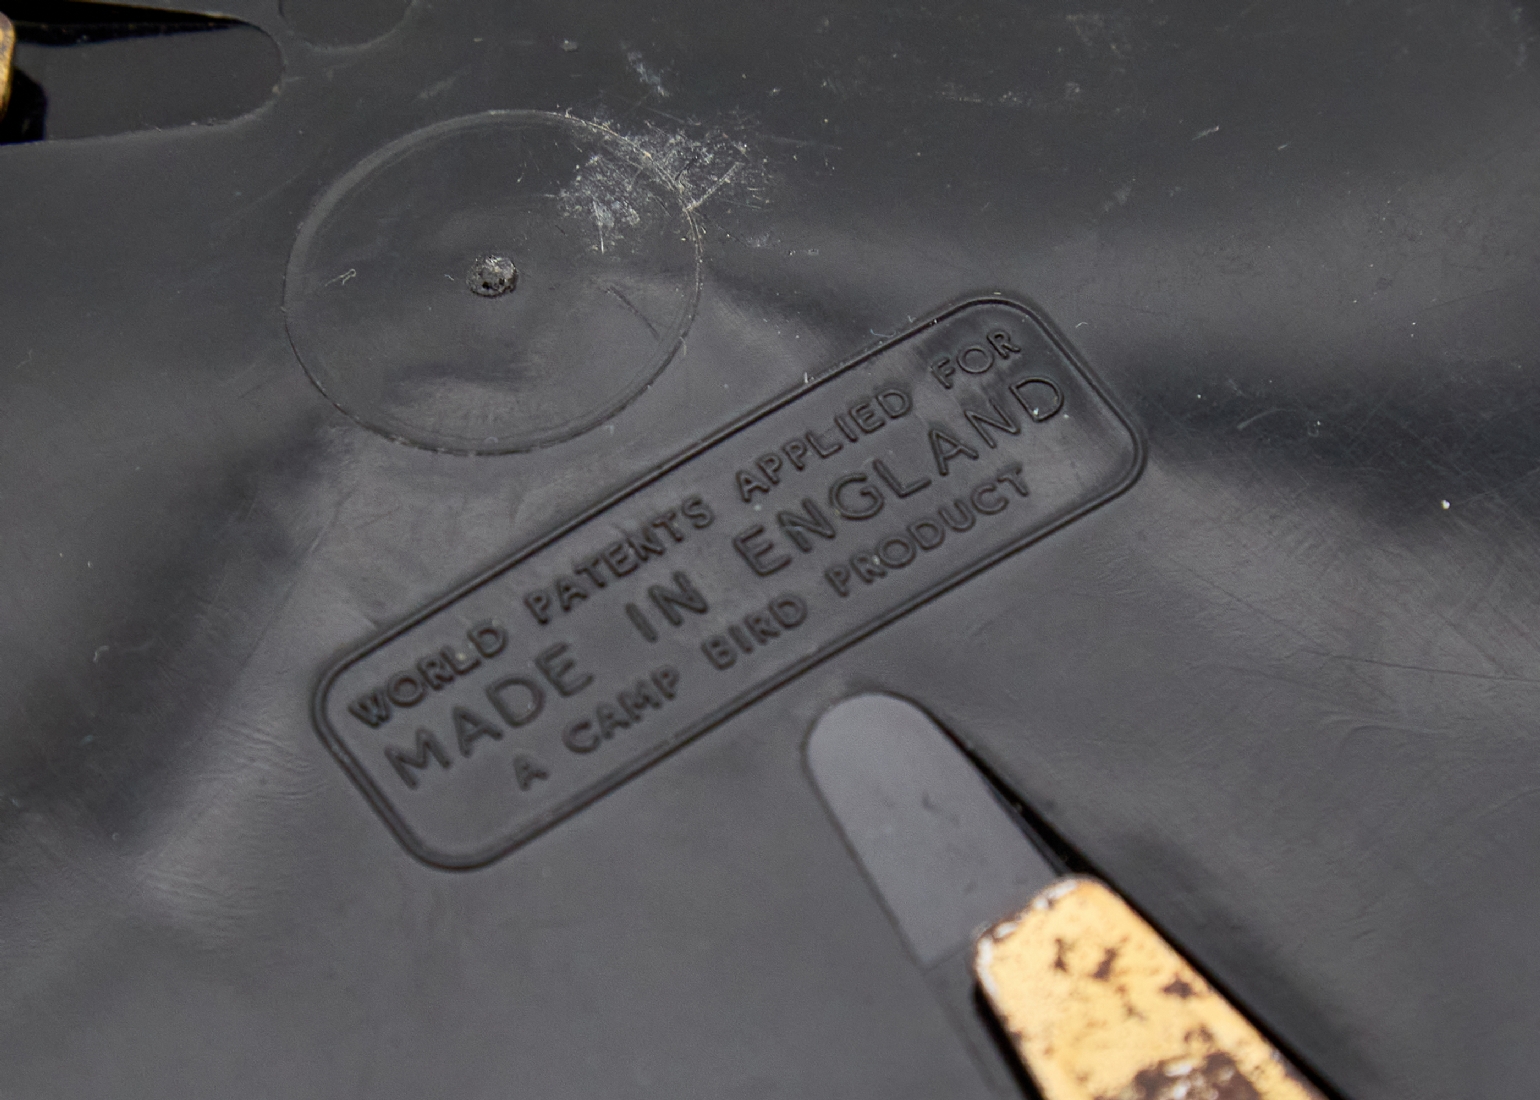 WORLD PATENTS APPLIED FOR
MADE IN ENGLAND
A CAMP BIRD PRODUCT